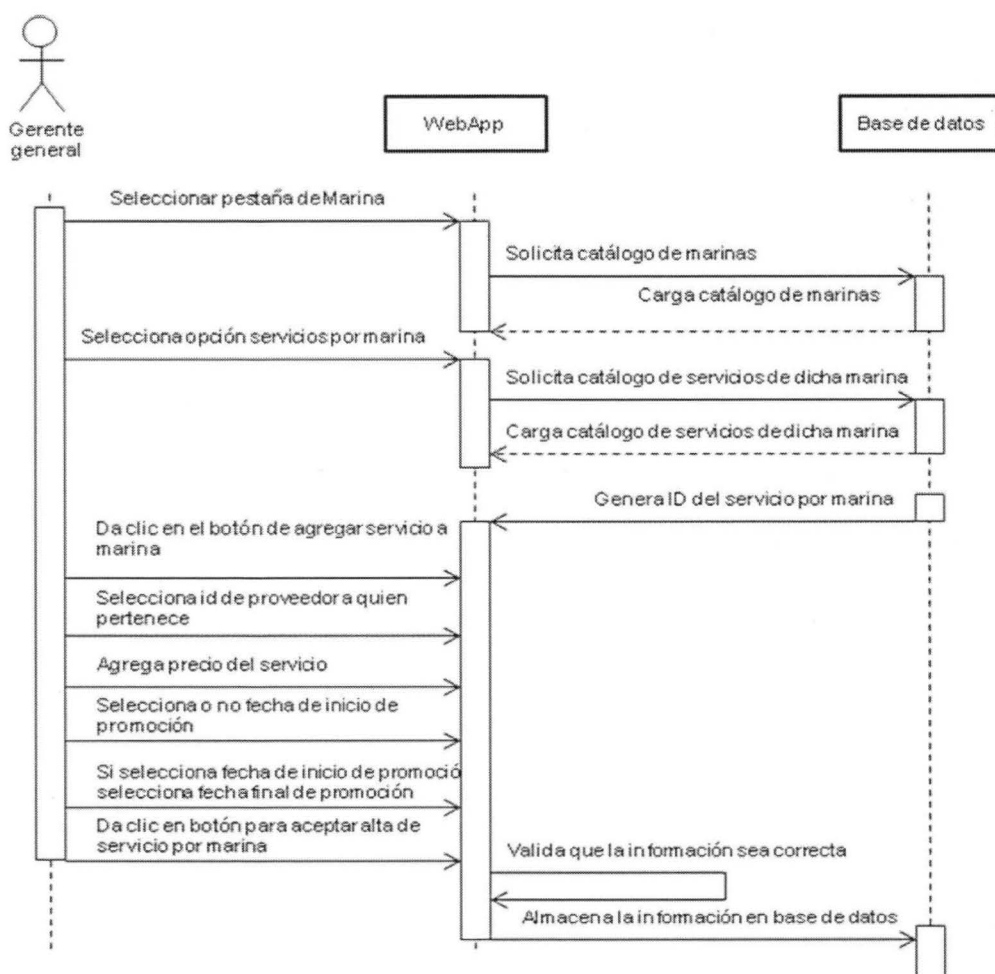 Gerente
general
WebApp
Base de datos
Seleccionar pestaña de Marina
Solicita catálogo de marinas
Carga catálogo de marinas
Selecciona opción servicios por marina
Solicita catálogo de servicios de dicha marina
Carga catálogo de servicios de dicha marina
Genera ID del servicio por marina
Da clic en el botón de agregar servicio a
marina
Selecciona id de proveedor a quien
pertenece
Agrega precio del servicio
Selecciona o no fecha de inicio de
promoción
Si selecciona fecha de inicio de promoció
selecciona fecha final de promoción
Da clic en botón para aceptar alta de
servicio por marina
Valida que la información sea correcta
Almacena la información en base de datos